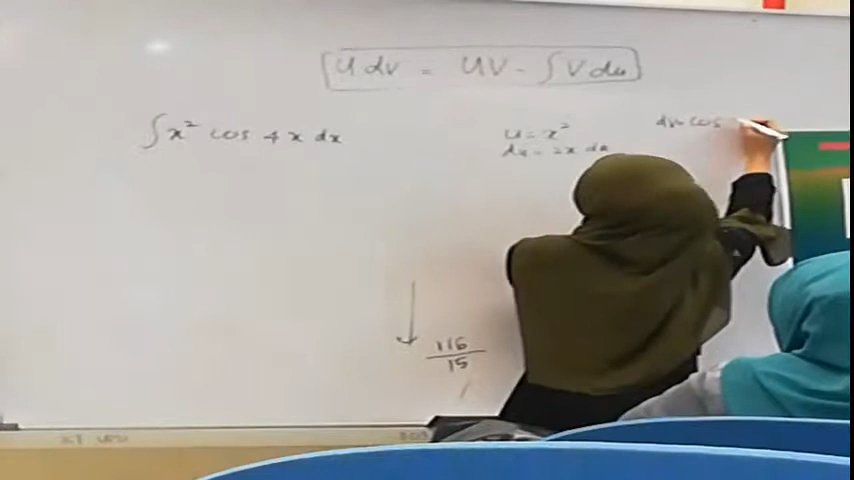 u dv = uv - ∫v du
∫x² cos 4x dx
u = x²
du = 2x dx
dv= cos
116
15